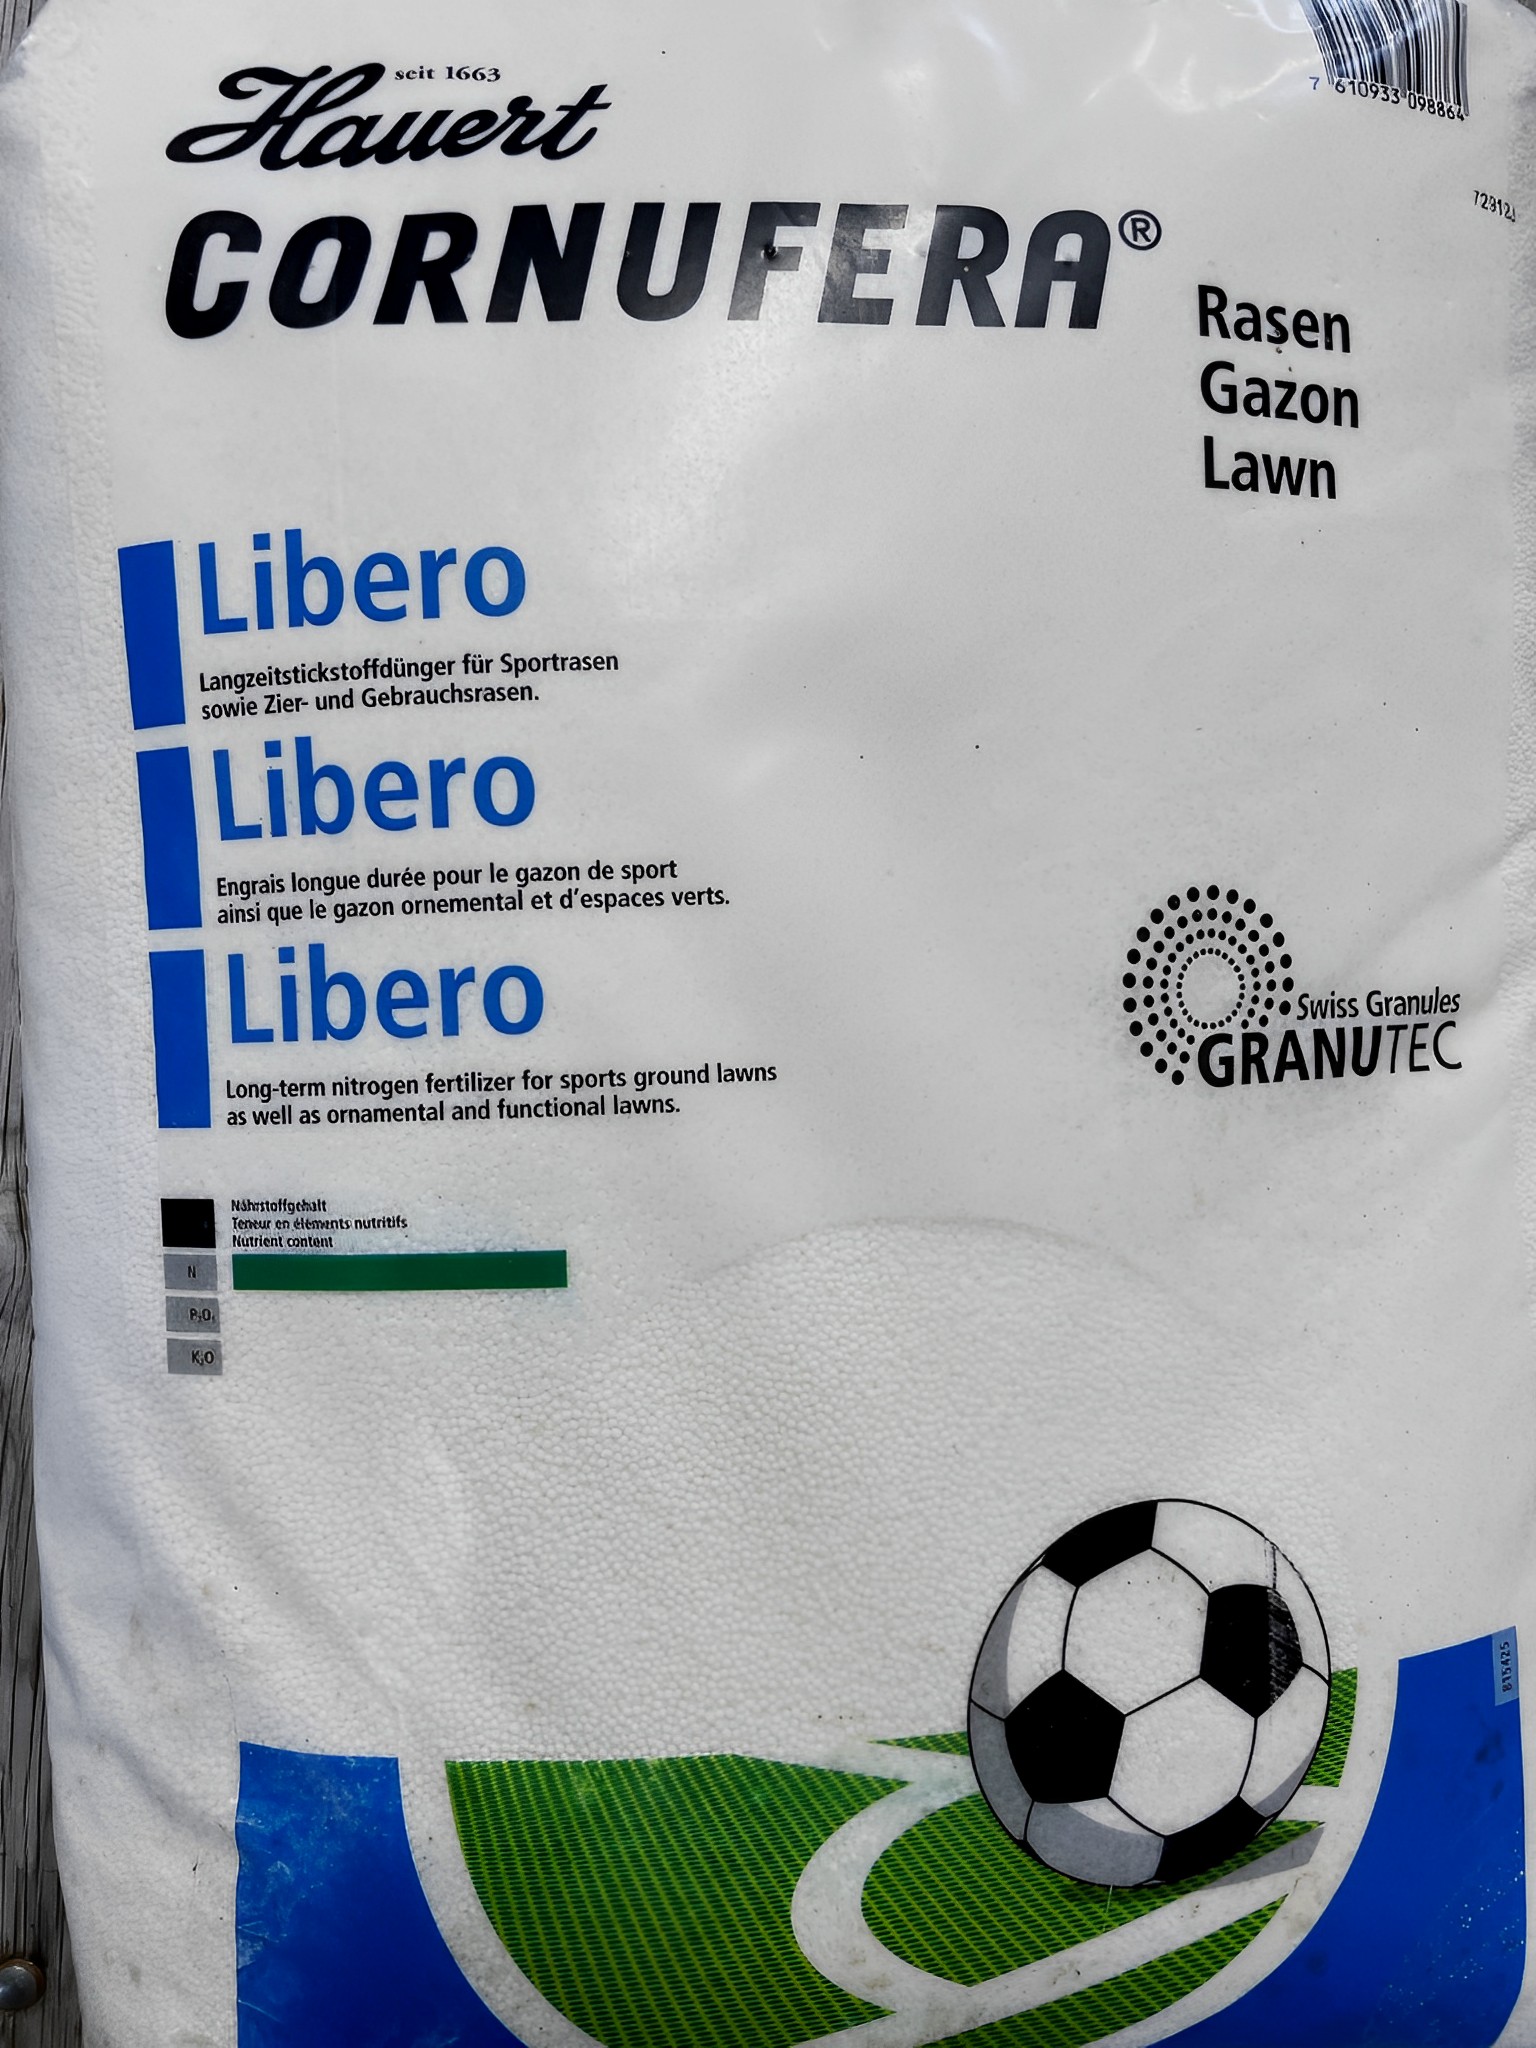 seit 1663
Hauert
7 610933 098864
CORNUFERA®
Rasen
Gazon
Lawn
Libero
Langzeitstickstoffdünger für Sportrasen
sowie Zier- und Gebrauchsrasen.
Libero
Engrais longue durée pour le gazon de sport
ainsi que le gazon ornemental et d'espaces verts.
Libero
Long-term nitrogen fertilizer for sports ground lawns
as well as ornamental and functional lawns.
Swiss Granules
GRANUTEC
Nährstoffgehalt
Teneur en éléments nutritifs
Nutrient content
N
P₂O₅
K₂O
815425